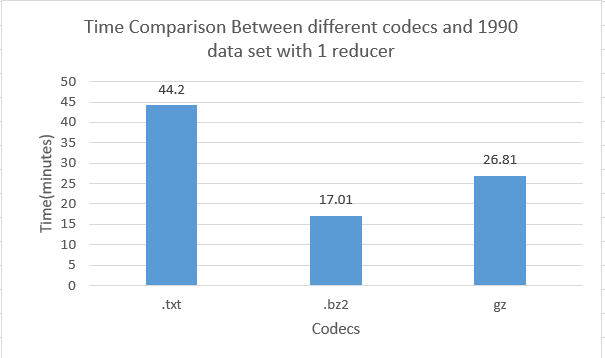 Time Comparison Between different codecs and 1990
data set with 1 reducer
50
45
40
35
30
25
20
15
10
5
0
Time(minutes)
44.2
17.01
26.81
.txt
.bz2
gz
Codecs